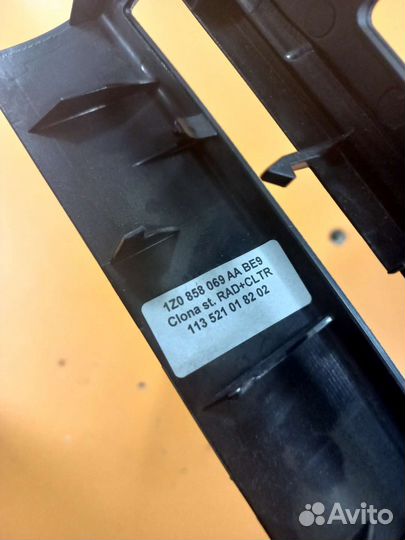 1Z0 858 069 AA BE9
Clona st. RAD+CLTR
113 521 01 82 02
Avito